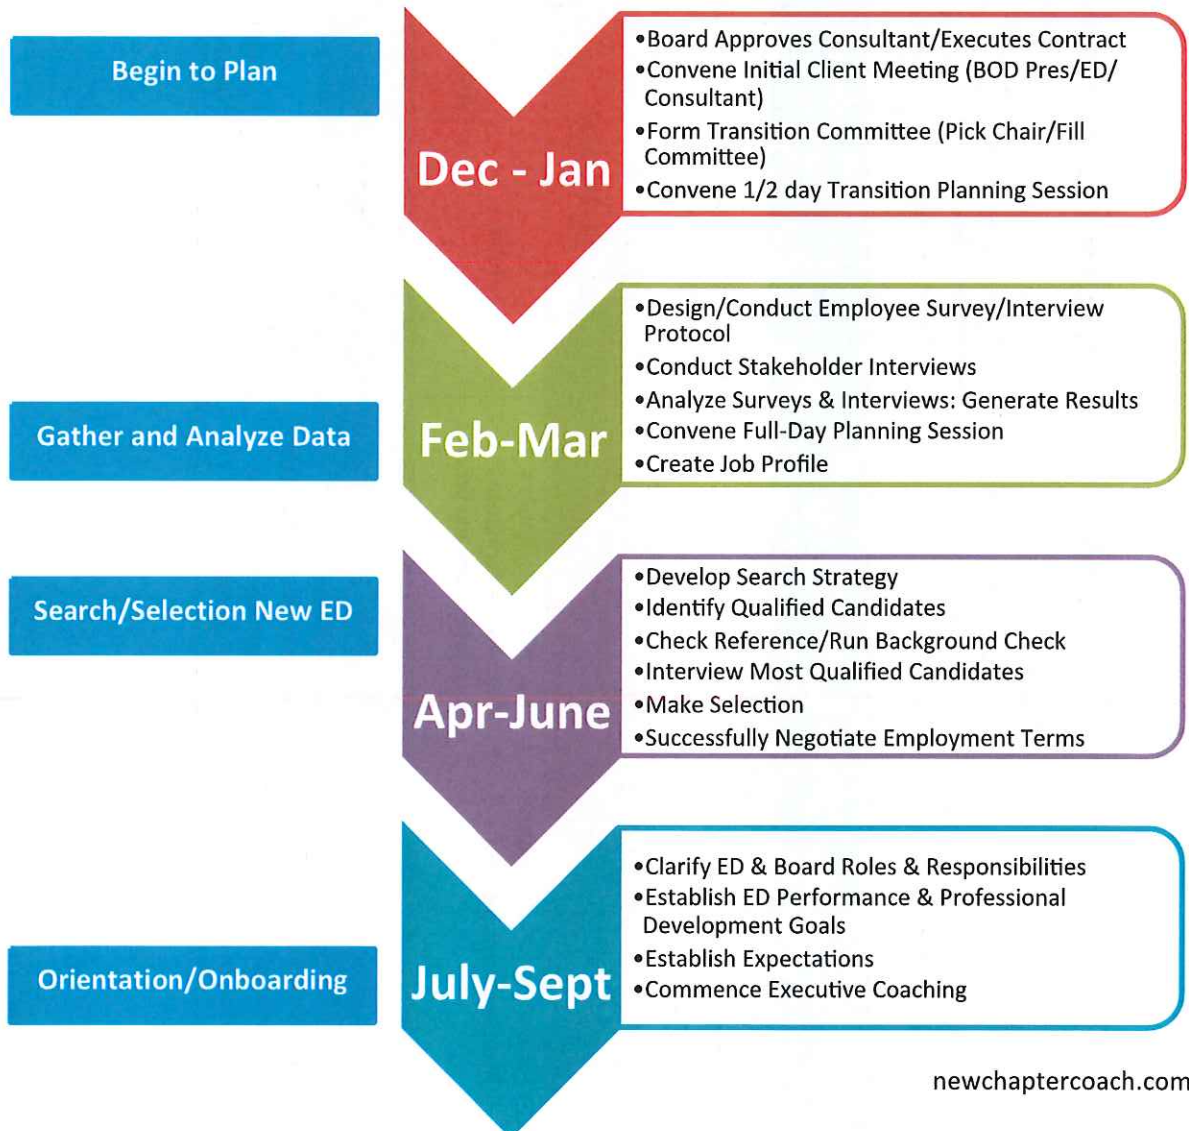 Begin to Plan
Dec - Jan
•Board Approves Consultant/Executes Contract
•Convene Initial Client Meeting (BOD Pres/ED/
Consultant)
•Form Transition Committee (Pick Chair/Fill
Committee)
•Convene 1/2 day Transition Planning Session
Gather and Analyze Data
Feb-Mar
•Design/Conduct Employee Survey/Interview
Protocol
•Conduct Stakeholder Interviews
•Analyze Surveys & Interviews: Generate Results
•Convene Full-Day Planning Session
•Create Job Profile
Search/Selection New ED
Apr-June
•Develop Search Strategy
•Identify Qualified Candidates
•Check Reference/Run Background Check
•Interview Most Qualified Candidates
•Make Selection
•Successfully Negotiate Employment Terms
Orientation/Onboarding
July-Sept
•Clarify ED & Board Roles & Responsibilities
•Establish ED Performance & Professional
Development Goals
•Establish Expectations
•Commence Executive Coaching
newchaptercoach.com